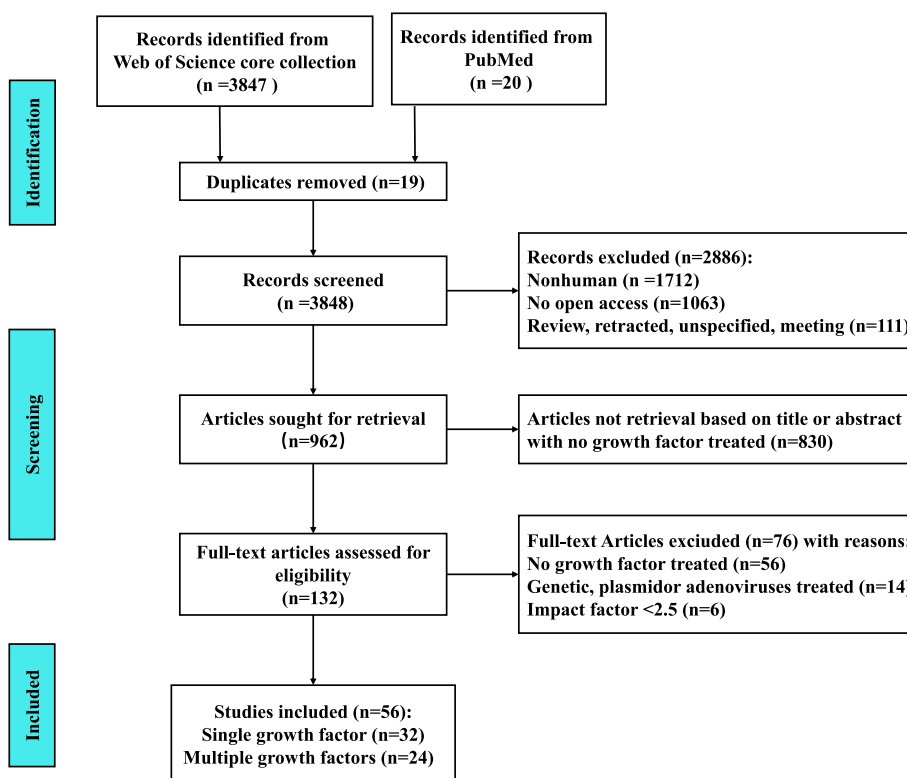 Records identified from
Web of Science core collection
(n =3847 )
Records identified from
PubMed
(n =20 )
Identification
Duplicates removed (n=19)
Records screened
(n =3848)
Records excluded (n=2886):
Nonhuman (n =1712)
No open access (n=1063)
Review, retracted, unspecified, meeting (n=111)
Screening
Articles sought for retrieval
(n=962)
Articles not retrieval based on title or abstract
with no growth factor treated (n=830)
Full-text articles assessed for
eligibility
(n=132)
Full-text Articles exciuded (n=76) with reasons:
No growth factor treated (n=56)
Genetic, plasmidor adenoviruses treated (n=14)
Impact factor <2.5 (n=6)
Included
Studies included (n=56):
Single growth factor (n=32)
Multiple growth factors (n=24)